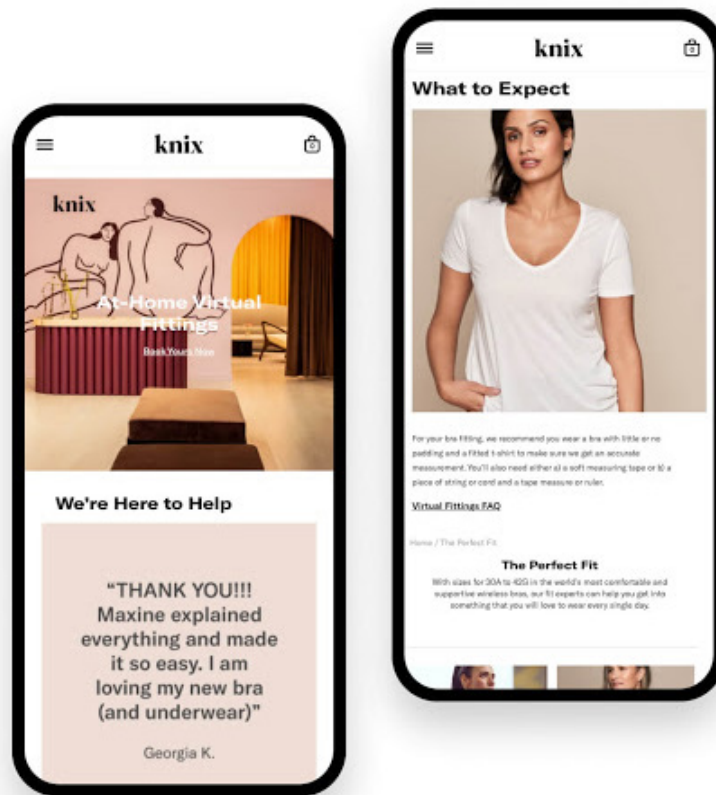 knix
0
knix
At-Home Virtual
Fittings
Book Yours Now
We're Here to Help
“THANK YOU!!!
Maxine explained
everything and made
it so easy. I am
loving my new bra
(and underwear)”
Georgia K.
knix
0
What to Expect
For your bra fitting, we recommend you wear a bra with little or no
padding and a fitted t-shirt to make sure we get an accurate
measurement. You'll also need either a) a soft measuring tape or b) a
piece of string or cord and a tape measure or ruler.
Virtual Fittings FAQ
Home / The Perfect Fit
The Perfect Fit
With sizes for 30A to 42G in the world's most comfortable and
supportive wireless bras, our fit experts can help you get into
something that you will love to wear every single day.